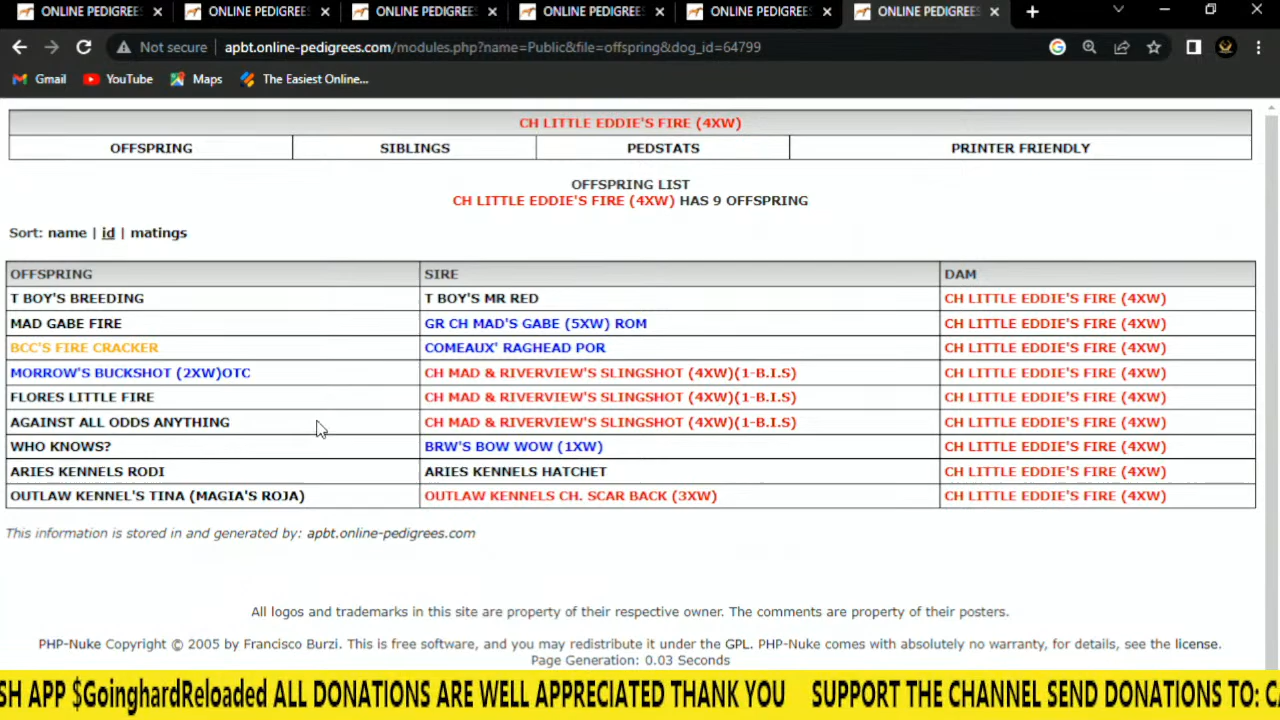 ONLINE PEDIGREES ONLINE PEDIGREES ONLINE PEDIGREES ONLINE PEDIGREES ONLINE PEDIGREES ONLINE PEDIGREES
Not secure apbt.online-pedigrees.com/modules.php?name=Public&file=offspring&dog_id=64799
Gmail YouTube Maps The Easiest Online...
CH LITTLE EDDIE'S FIRE (4XW)
OFFSPRING SIBLINGS PEDSTATS PRINTER FRIENDLY
OFFSPRING LIST
CH LITTLE EDDIE'S FIRE (4XW) HAS 9 OFFSPRING
Sort: name | id | matings
OFFSPRING SIRE DAM
T BOY'S BREEDING T BOY'S MR RED CH LITTLE EDDIE'S FIRE (4XW)
MAD GABE FIRE GR CH MAD'S GABE (5XW) ROM CH LITTLE EDDIE'S FIRE (4XW)
BCC'S FIRE CRACKER COMEAUX' RAGHEAD POR CH LITTLE EDDIE'S FIRE (4XW)
MORROW'S BUCKSHOT (2XW)OTC CH MAD & RIVERVIEW'S SLINGSHOT (4XW)(1-B.I.S) CH LITTLE EDDIE'S FIRE (4XW)
FLORES LITTLE FIRE CH MAD & RIVERVIEW'S SLINGSHOT (4XW)(1-B.I.S) CH LITTLE EDDIE'S FIRE (4XW)
AGAINST ALL ODDS ANYTHING CH MAD & RIVERVIEW'S SLINGSHOT (4XW)(1-B.I.S) CH LITTLE EDDIE'S FIRE (4XW)
WHO KNOWS? BRW'S BOW WOW (1XW) CH LITTLE EDDIE'S FIRE (4XW)
ARIES KENNELS RODI ARIES KENNELS HATCHET CH LITTLE EDDIE'S FIRE (4XW)
OUTLAW KENNEL'S TINA (MAGIA'S ROJA) OUTLAW KENNELS CH. SCAR BACK (3XW) CH LITTLE EDDIE'S FIRE (4XW)
This information is stored in and generated by: apbt.online-pedigrees.com
All logos and trademarks in this site are property of their respective owner. The comments are property of their posters.
PHP-Nuke Copyright © 2005 by Francisco Burzi. This is free software, and you may redistribute it under the GPL. PHP-Nuke comes with absolutely no warranty, for details, see the license.
Page Generation: 0.03 Seconds
SH APP $GoinghardReloaded ALL DONATIONS ARE WELL APPRECIATED THANK YOU SUPPORT THE CHANNEL SEND DONATIONS TO: CA